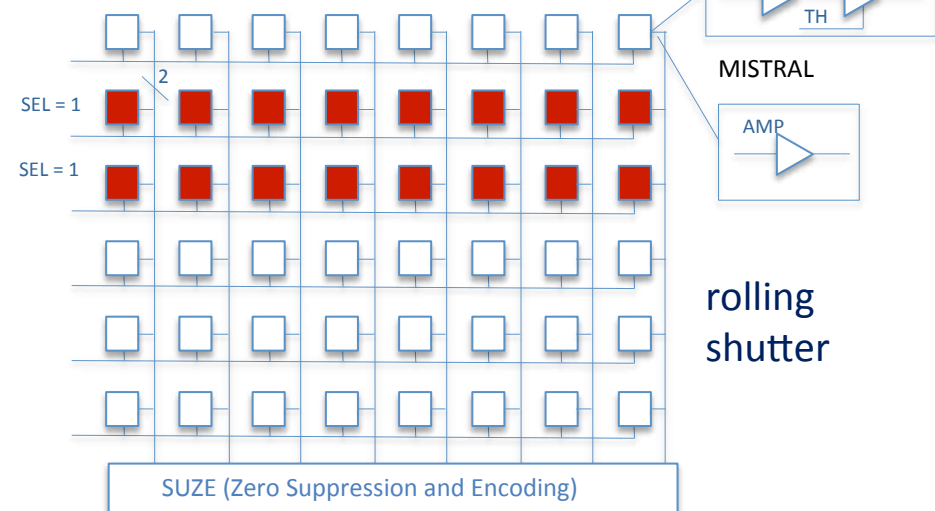 TH
MISTRAL
2
SEL = 1
AMP
SEL = 1
rolling
shutter
SUZE (Zero Suppression and Encoding)